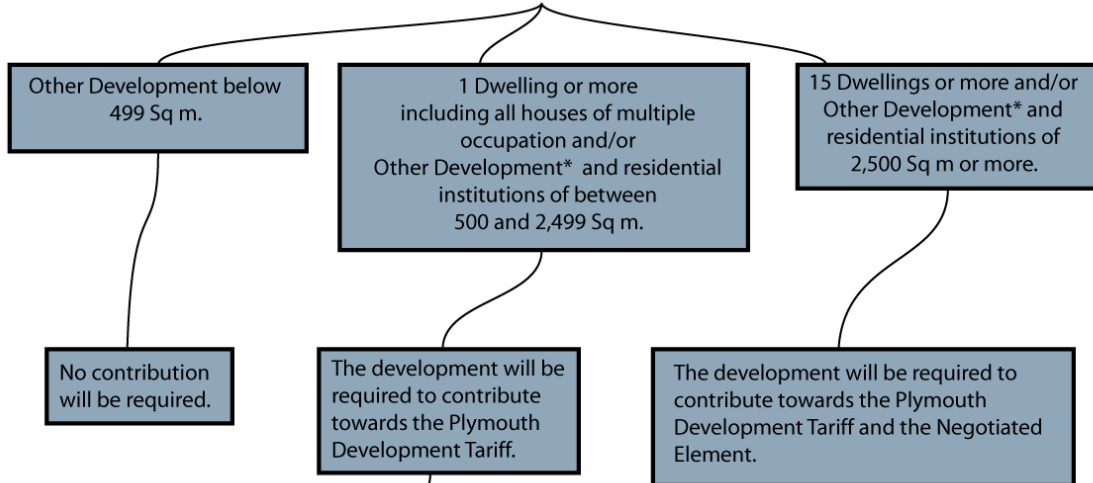 Other Development below
499 Sq m.
1 Dwelling or more
including all houses of multiple
occupation and/or
Other Development* and residential
institutions of between
500 and 2,499 Sq m.
15 Dwellings or more and/or
Other Development* and
residential institutions of
2,500 Sq m or more.
No contribution
will be required.
The development will be
required to contribute
towards the Plymouth
Development Tariff.
The development will be required to
contribute towards the Plymouth
Development Tariff and the Negotiated
Element.